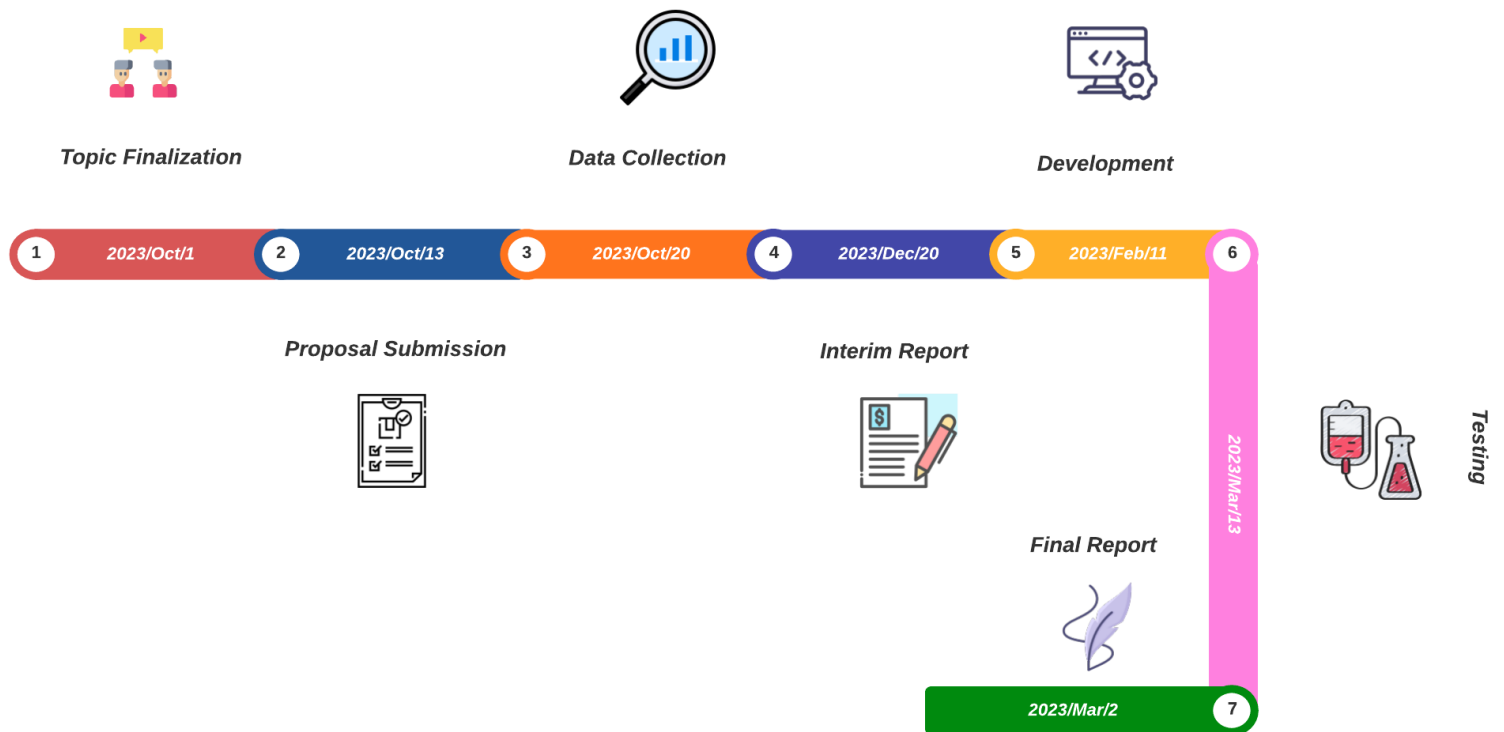 Topic Finalization
Data Collection
Development
1
2023/Oct/1
2
2023/Oct/13
3
2023/Oct/20
4
2023/Dec/20
5
2023/Feb/11
6
Proposal Submission
Interim Report
$
2023/Mar/13
Testing
Final Report
2023/Mar/2
7